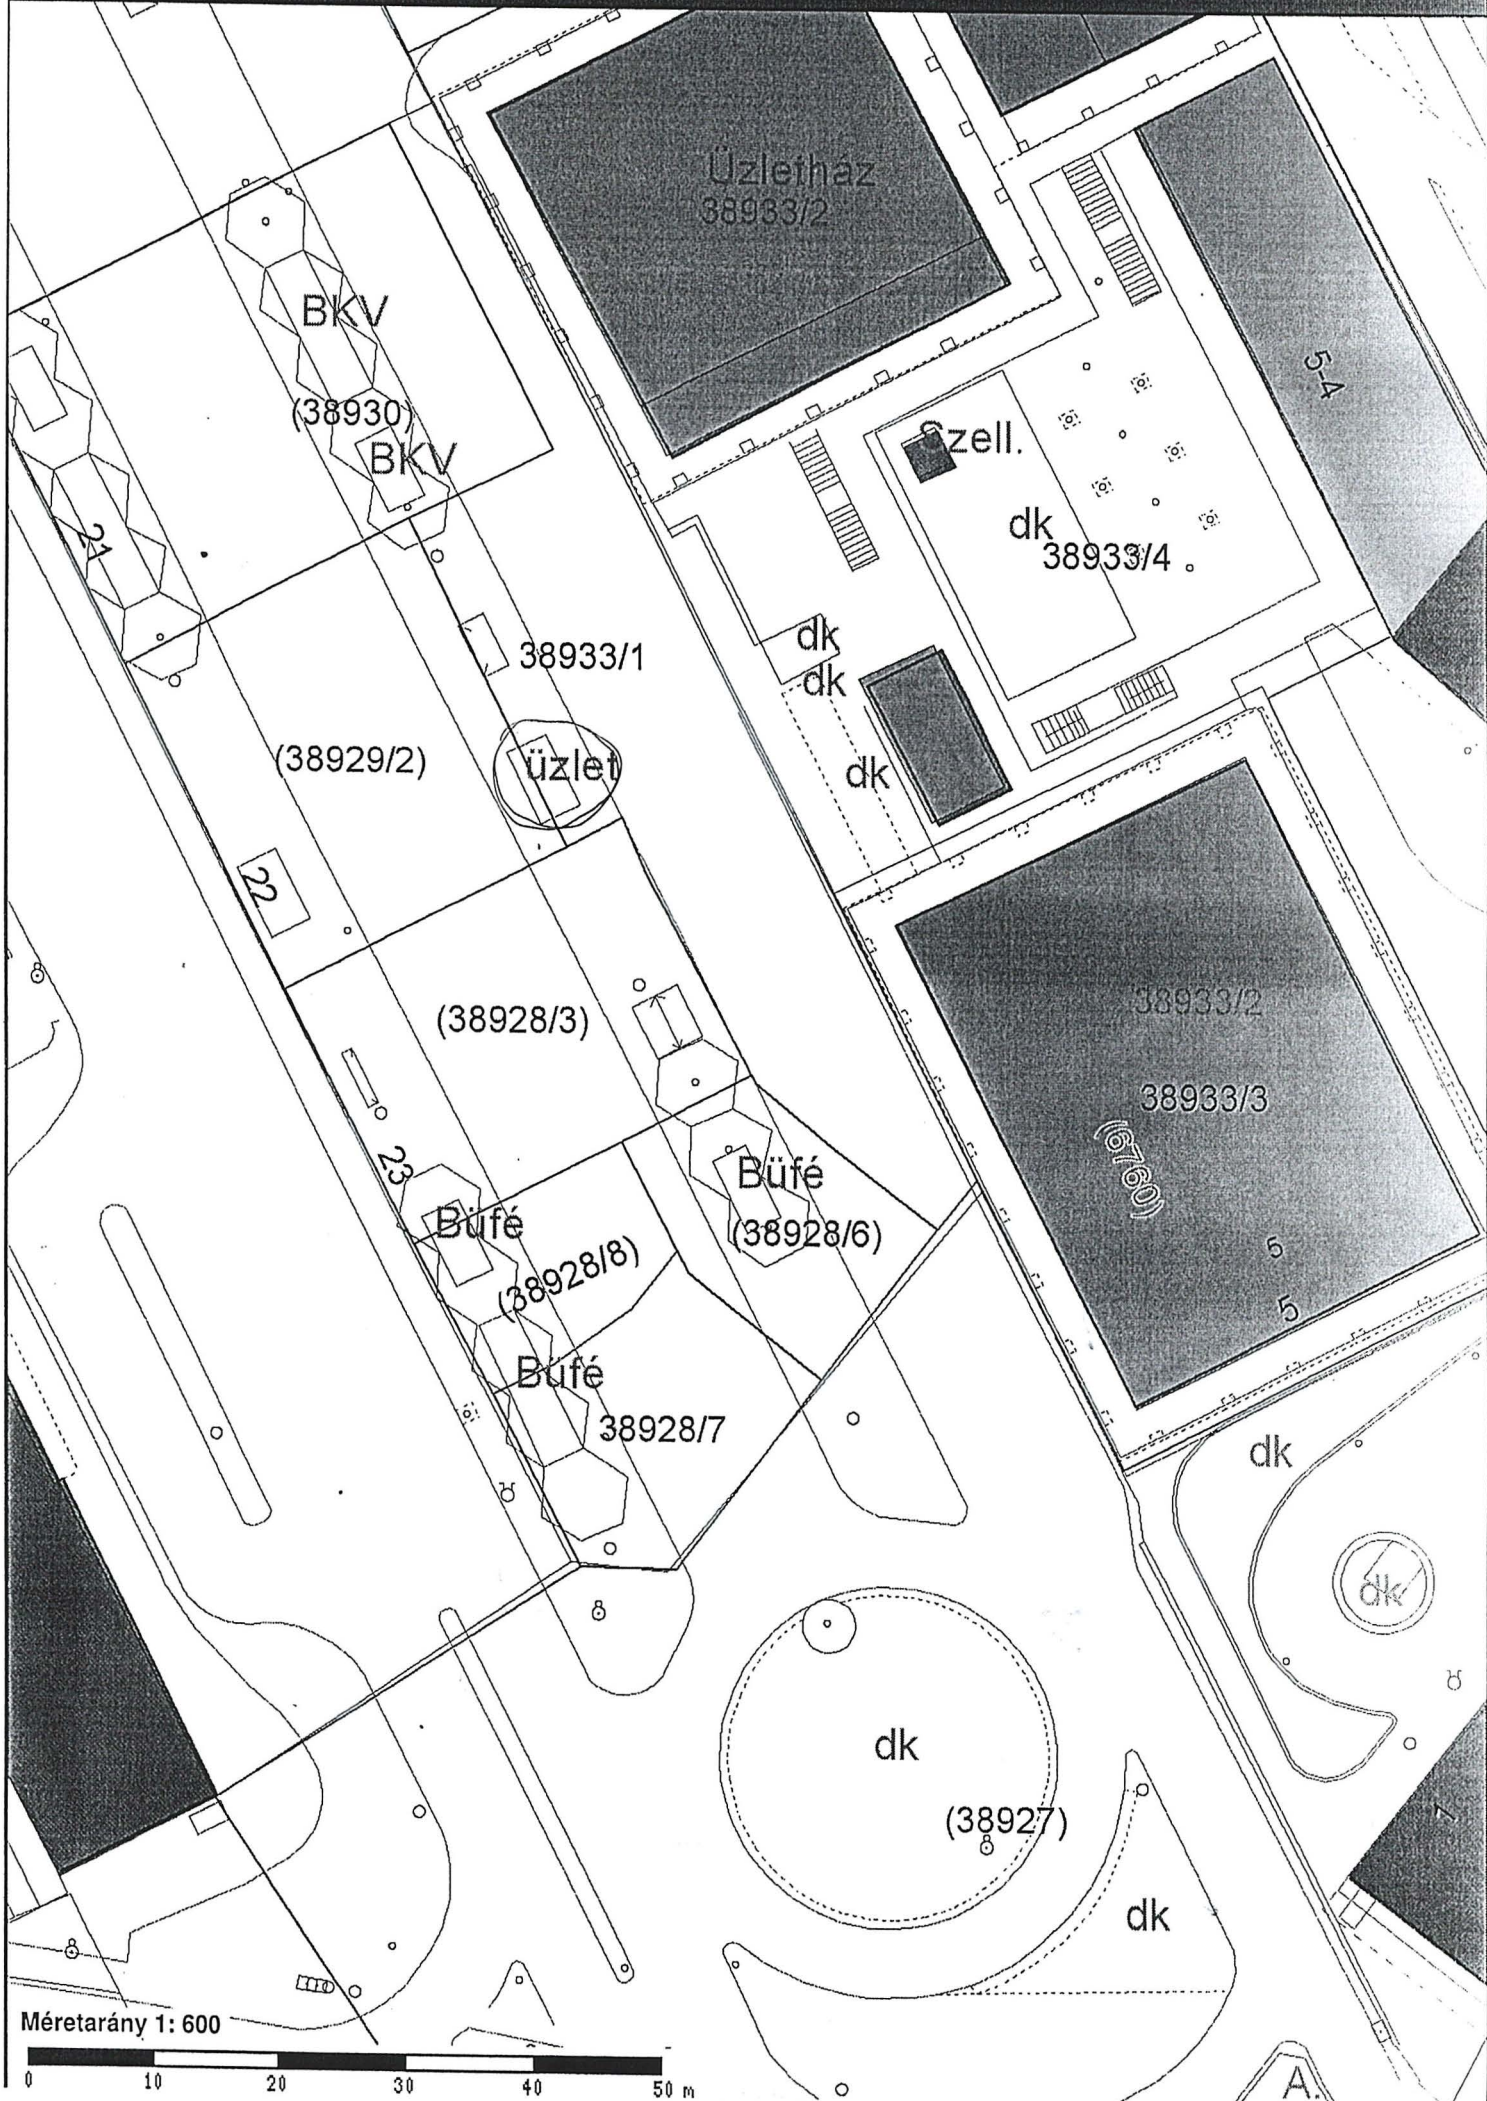 Üzletház
38933/2
BKV
(38930)
BKV
5-4
Szell.
dk
38933/4
21
dk
38933/1
dk
(38929/2)
üzlet
dk
22
38933/2
(38928/3)
38933/3
(6760)
23
Büfé
Büfé
(38928/6)
(38928/8)
5
5
Büfé
38928/7
dk
dk
dk
(38927)
7
dk
Méretarány 1: 600
0 10 20 30 40 50 m
A.